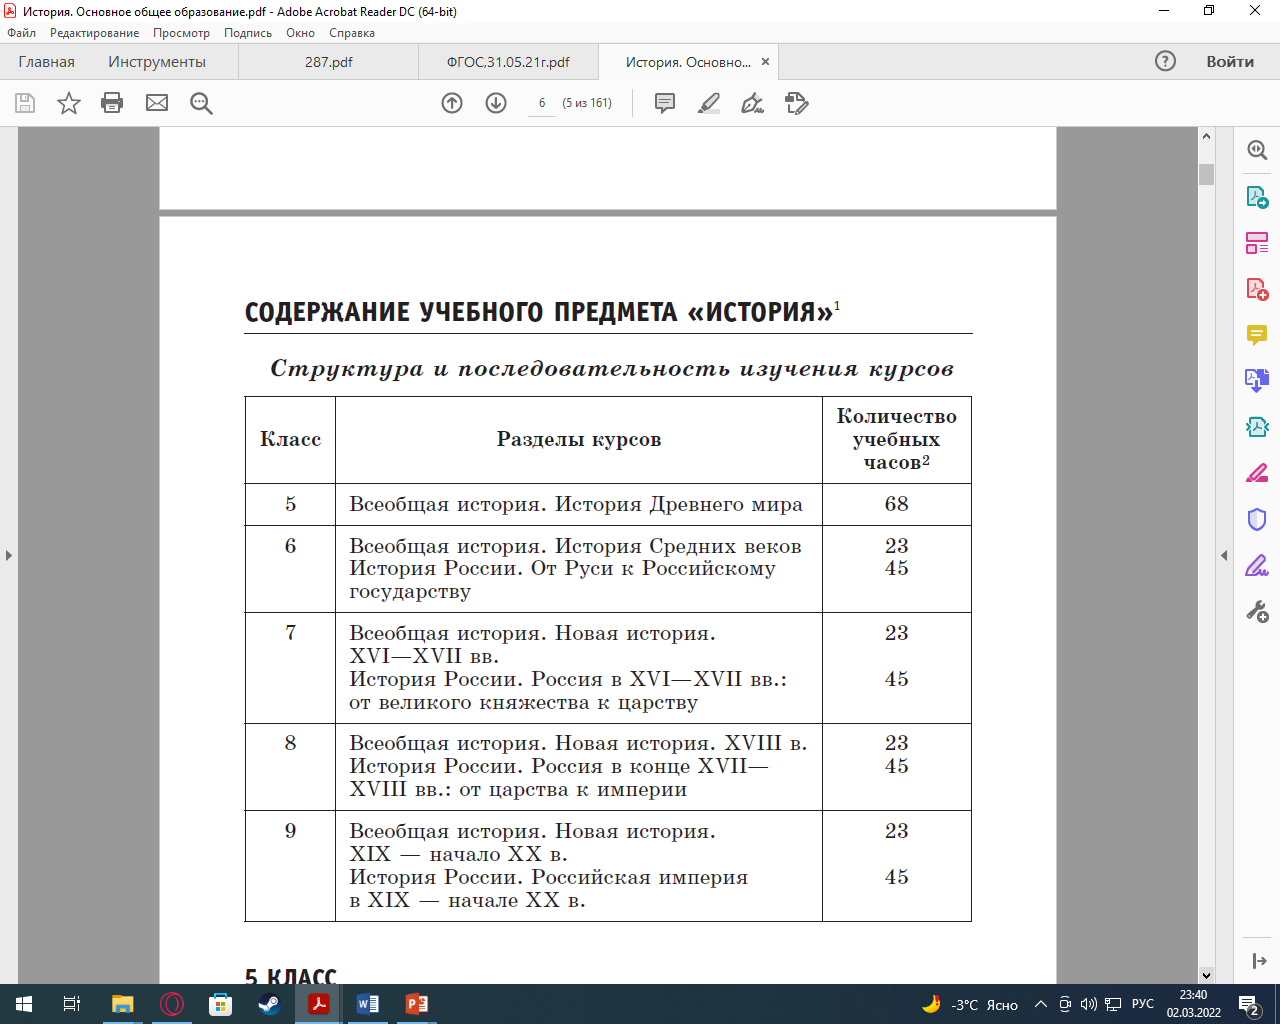 История. Основное общее образование.pdf - Adobe Acrobat Reader DC (64-bit)
Файл Редактирование Просмотр Подпись Окно Справка
Главная Инструменты 287.pdf ФГОС,31.05.21г.pdf История. Основно... × Войти
6 (5 из 161)
СОДЕРЖАНИЕ УЧЕБНОГО ПРЕДМЕТА «ИСТОРИЯ»1
Структура и последовательность изучения курсов
Класс
Разделы курсов
Количество
учебных
часов2
5 Всеобщая история. История Древнего мира 68
6 Всеобщая история. История Средних веков 23
История России. От Руси к Российскому 45
государству
7 Всеобщая история. Новая история. 23
XVI—XVII вв.
История России. Россия в XVI—XVII вв.: 45
от великого княжества к царству
8 Всеобщая история. Новая история. XVIII в. 23
История России. Россия в конце XVII— 45
XVIII вв.: от царства к империи
9 Всеобщая история. Новая история. 23
XIX — начало XX в.
История России. Российская империя 45
в XIX — начале XX в.
5 КЛАСС
-3°C Ясно РУС 23:40
02.03.2022
2